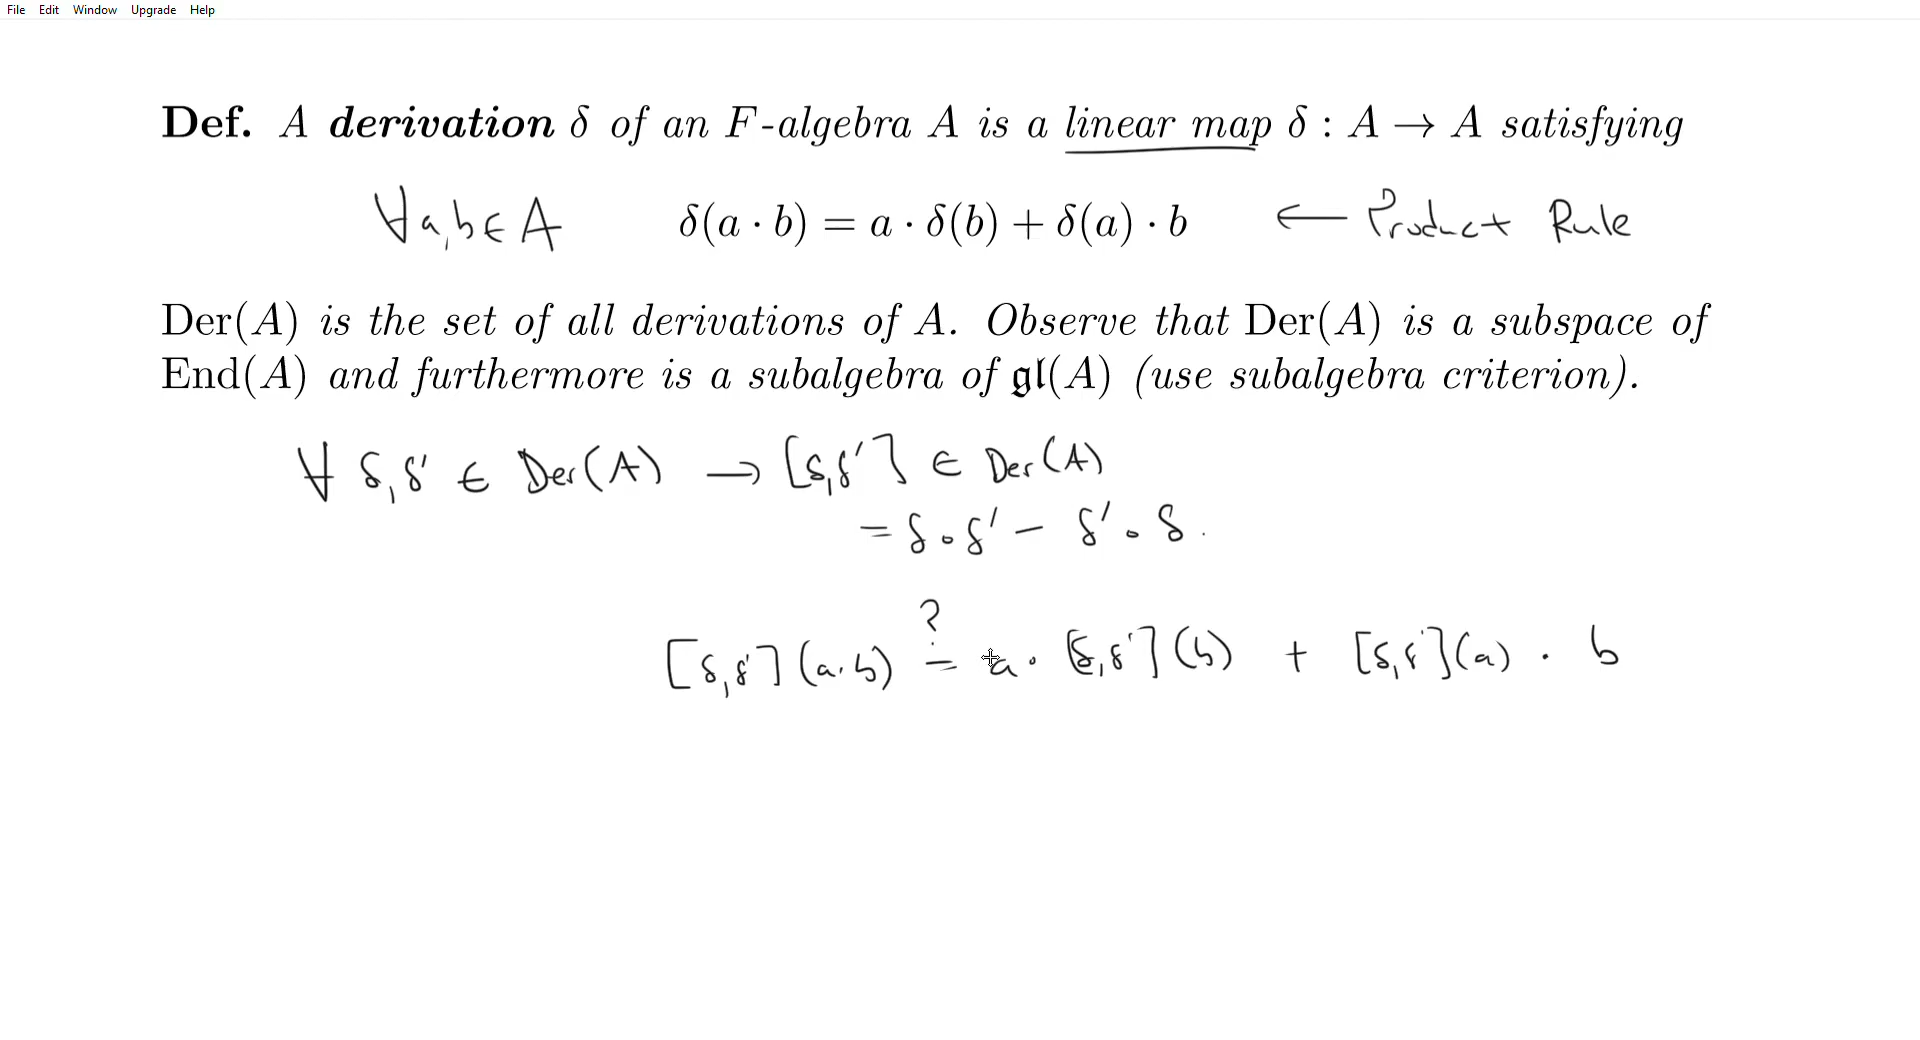 File Edit Window Upgrade Help
Def. A derivation δ of an F-algebra A is a linear map δ : A → A satisfying
∀a,b∈A δ(a · b) = a · δ(b) + δ(a) · b ← Product Rule
Der(A) is the set of all derivations of A. Observe that Der(A) is a subspace of
End(A) and furthermore is a subalgebra of 𝔤𝔩(A) (use subalgebra criterion).
∀ δ,δ' ∈ Der(A) → [δ,δ'] ∈ Der(A)
= δ∘δ' − δ'∘δ.
?
[δ,δ'](a·b) = a · [δ,δ'](b) + [δ,δ'](a) · b